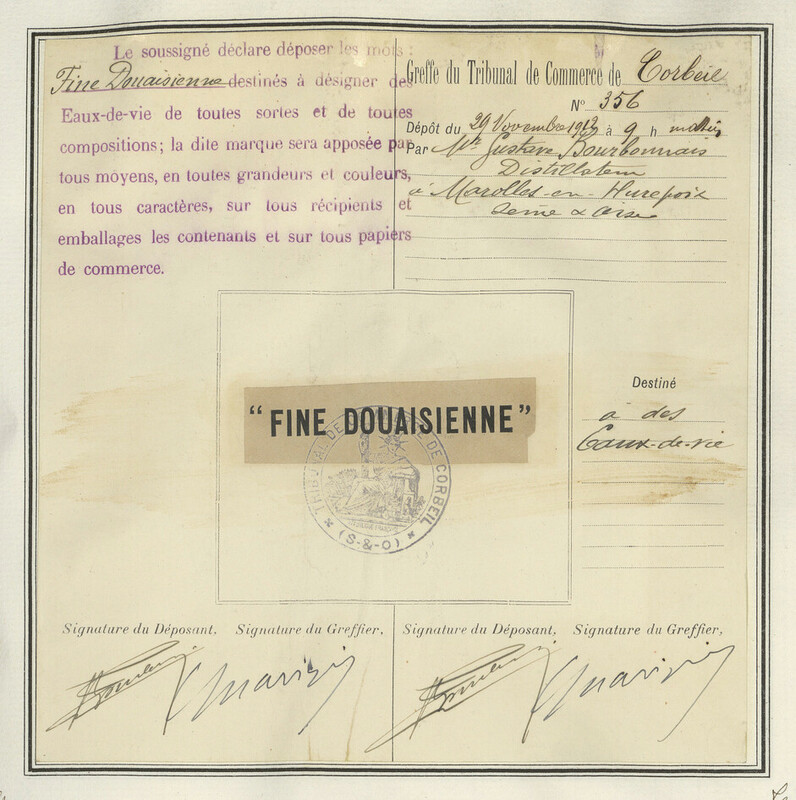 Le soussigné déclare déposer les mots :
Fine Douaisienne destinés à désigner des
Eaux-de-vie de toutes sortes et de toutes
compositions; la dite marque sera apposée par
tous moyens, en toutes grandeurs et couleurs,
en tous caractères, sur tous récipients et
emballages les contenants et sur tous papiers
de commerce.
Greffe du Tribunal de Commerce de Corbeil
N° 356
Dépôt du 29 Novembre 1912 à 9 h matin
Par Mr Gustave Bourbonnais
Distillateur
à Marolles-en-Hurepoix
Seine & Oise
"FINE DOUAISIENNE"
TRIBUNAL DE COMMERCE DE CORBEIL
(S-&-O)
Destiné
à des
Eaux-de-vie
Signature du Déposant, Signature du Greffier,
Signature du Déposant, Signature du Greffier,